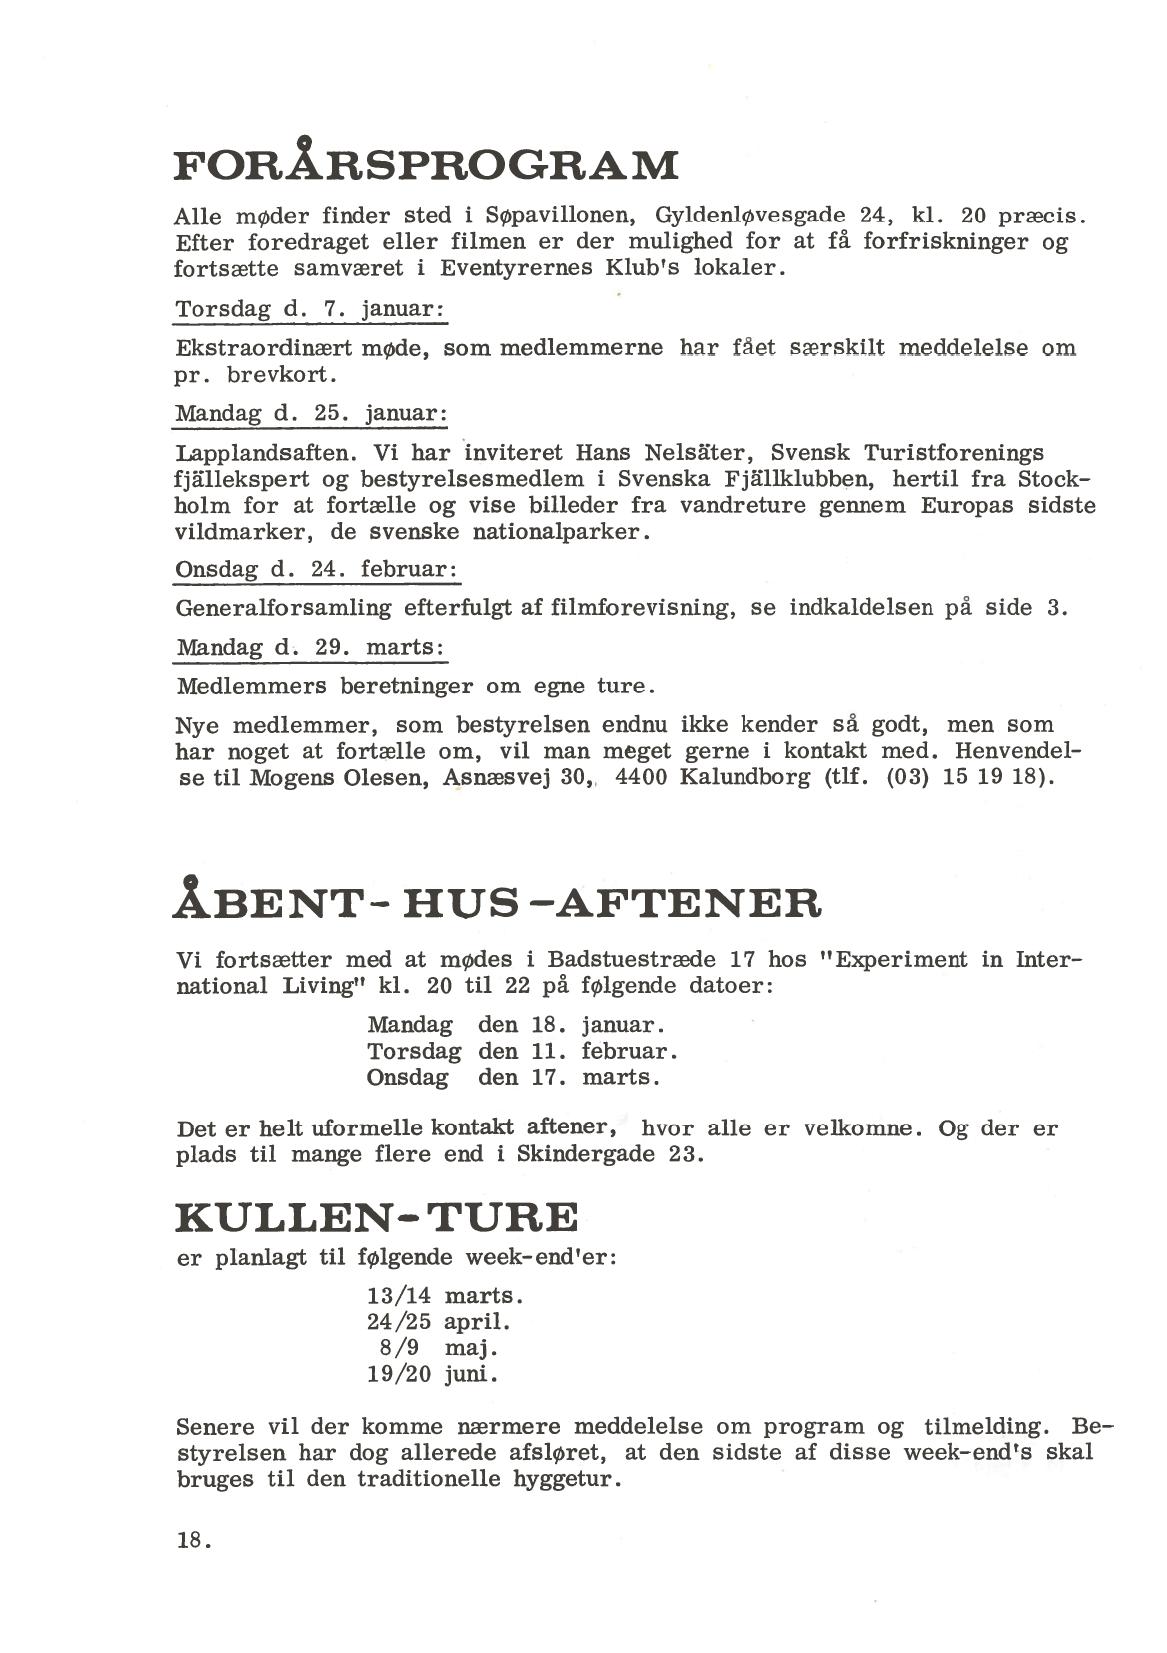 FORÅRSPROGRAM
Alle møder finder sted i Søpavillonen, Gyldenløvesgade 24, kl. 20 præcis.
Efter foredraget eller filmen er der mulighed for at få forfriskninger og
fortsætte samværet i Eventyrernes Klub's lokaler.
Torsdag d. 7. januar:
Ekstraordinært møde, som medlemmerne har fået særskilt meddelelse om
pr. brevkort.
Mandag d. 25. januar:
Lapplandsaften. Vi har inviteret Hans Nelsäter, Svensk Turistforenings
fjällekspert og bestyrelsesmedlem i Svenska Fjällklubben, hertil fra Stock-
holm for at fortælle og vise billeder fra vandreture gennem Europas sidste
vildmarker, de svenske nationalparker.
Onsdag d. 24. februar:
Generalforsamling efterfulgt af filmforevisning, se indkaldelsen på side 3.
Mandag d. 29. marts:
Medlemmers beretninger om egne ture.
Nye medlemmer, som bestyrelsen endnu ikke kender så godt, men som
har noget at fortælle om, vil man meget gerne i kontakt med. Henvendel-
se til Mogens Olesen, Asnæsvej 30, 4400 Kalundborg (tlf. (03) 15 19 18).
ÅBENT-HUS-AFTENER
Vi fortsætter med at mødes i Badstuestræde 17 hos "Experiment in Inter-
national Living" kl. 20 til 22 på følgende datoer:
Mandag den 18. januar.
Torsdag den 11. februar.
Onsdag den 17. marts.
Det er helt uformelle kontakt aftener, hvor alle er velkomne. Og der er
plads til mange flere end i Skindergade 23.
KULLEN-TURE
er planlagt til følgende week-end'er:
13/14 marts.
24/25 april.
8/9 maj.
19/20 juni.
Senere vil der komme nærmere meddelelse om program og tilmelding. Be-
styrelsen har dog allerede afsløret, at den sidste af disse week-end's skal
bruges til den traditionelle hyggetur.
18.